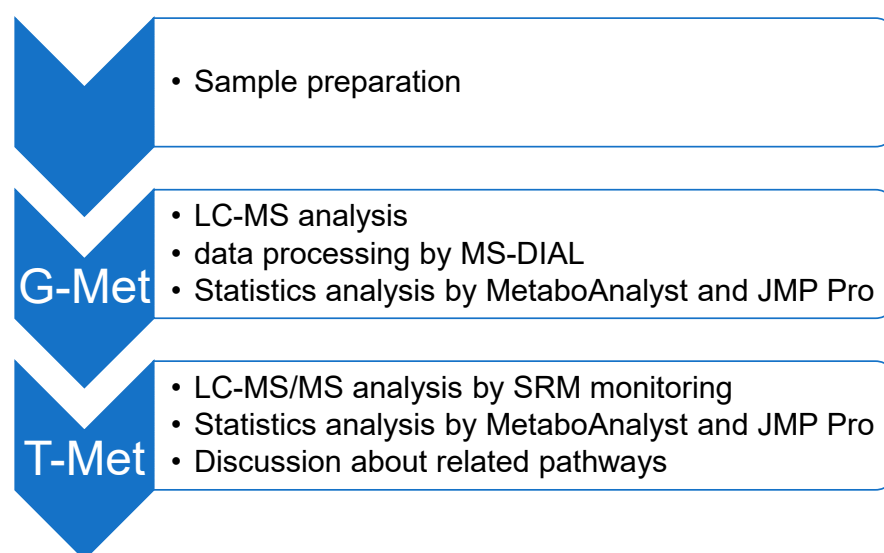 • Sample preparation
G-Met
• LC-MS analysis
• data processing by MS-DIAL
• Statistics analysis by MetaboAnalyst and JMP Pro
T-Met
• LC-MS/MS analysis by SRM monitoring
• Statistics analysis by MetaboAnalyst and JMP Pro
• Discussion about related pathways